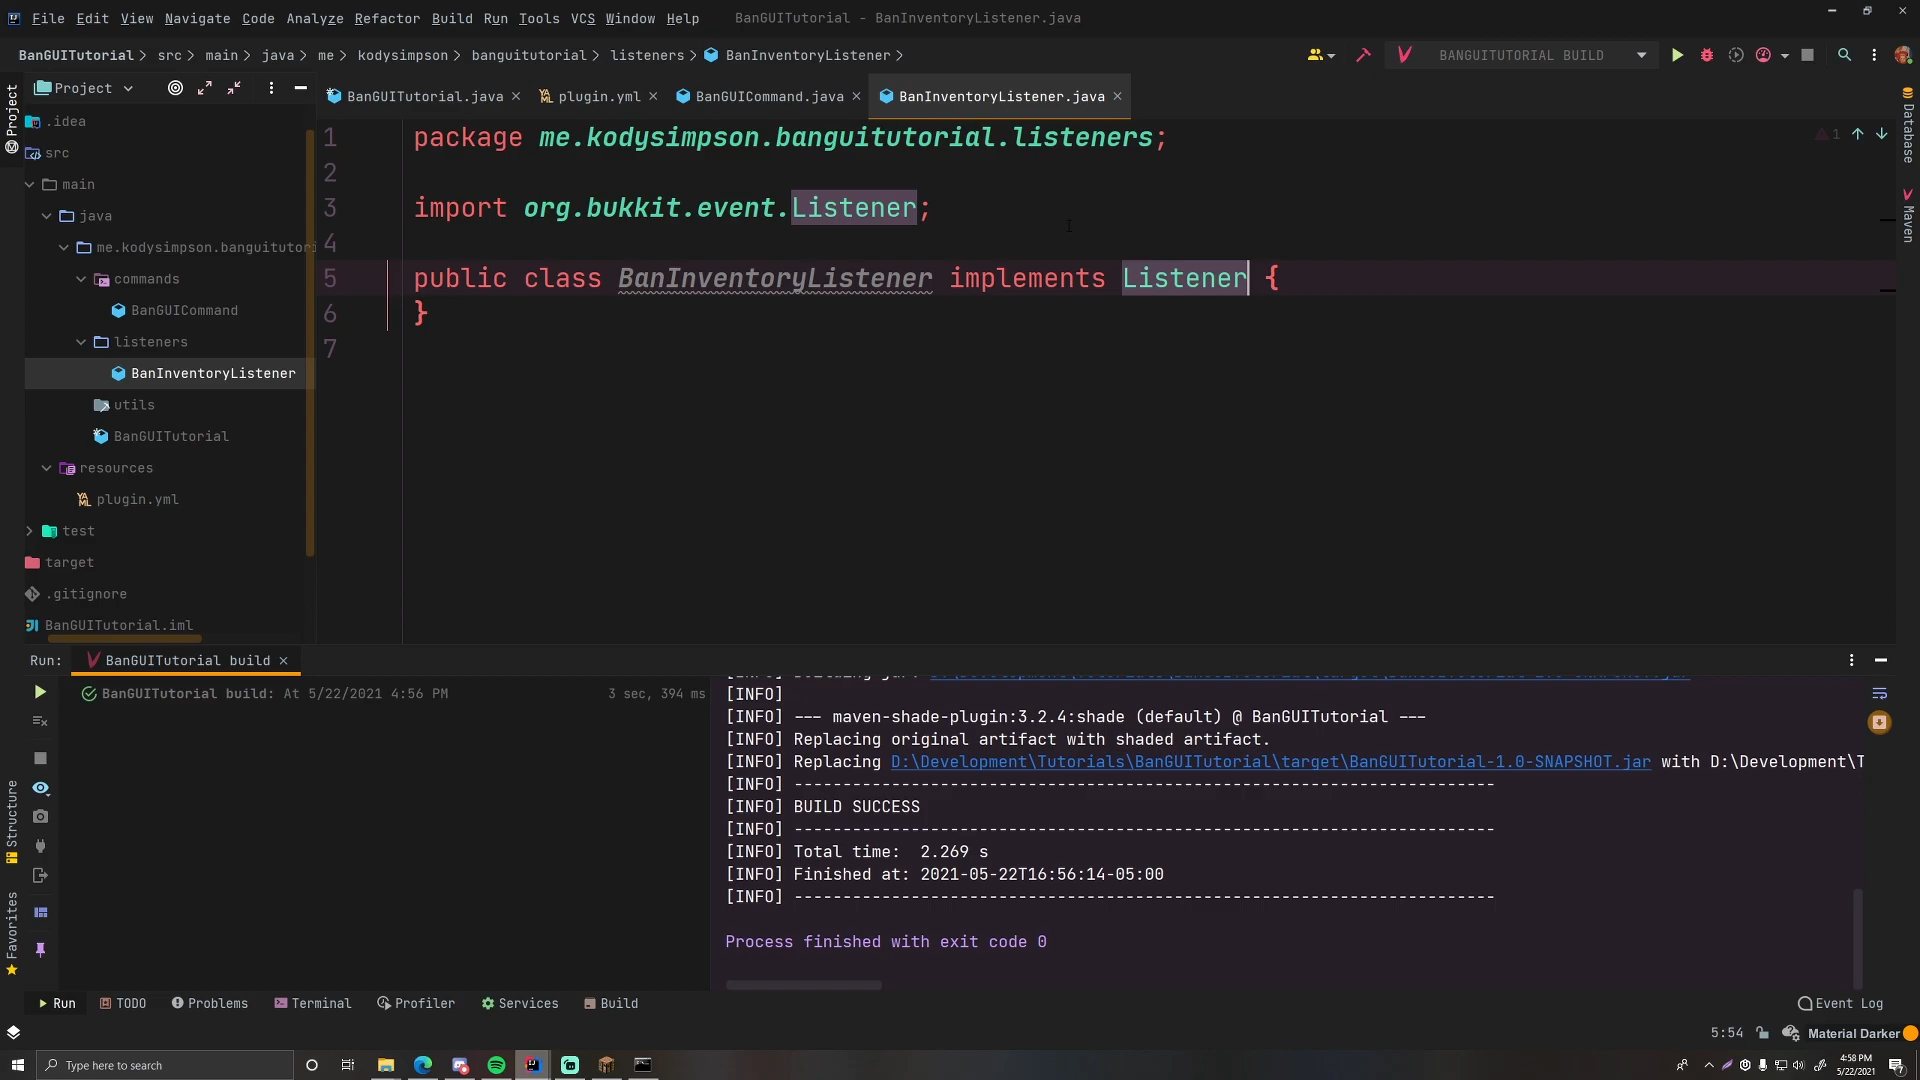 File Edit View Navigate Code Analyze Refactor Build Run Tools VCS Window Help BanGUITutorial - BanInventoryListener.java
BanGUITutorial src main java me kodysimpson banguitutorial listeners BanInventoryListener BANGUITUTORIAL BUILD
Project
BanGUITutorial.java plugin.yml BanGUICommand.java BanInventoryListener.java
Project
.idea
src
main
java
me.kodysimpson.banguitutori
commands
BanGUICommand
listeners
BanInventoryListener
utils
BanGUITutorial
resources
plugin.yml
test
target
.gitignore
BanGUITutorial.iml
1 package me.kodysimpson.banguitutorial.listeners;
2
3 import org.bukkit.event.Listener;
4
5 public class BanInventoryListener implements Listener {
6 }
7
1
Database
Maven
Run: BanGUITutorial build
BanGUITutorial build: At 5/22/2021 4:56 PM 3 sec, 394 ms
[INFO]
[INFO] --- maven-shade-plugin:3.2.4:shade (default) @ BanGUITutorial ---
[INFO] Replacing original artifact with shaded artifact.
[INFO] Replacing D:\Development\Tutorials\BanGUITutorial\target\BanGUITutorial-1.0-SNAPSHOT.jar with D:\Development\T
[INFO] ------------------------------------------------------------------------
[INFO] BUILD SUCCESS
[INFO] ------------------------------------------------------------------------
[INFO] Total time:  2.269 s
[INFO] Finished at: 2021-05-22T16:56:14-05:00
[INFO] ------------------------------------------------------------------------
Process finished with exit code 0
Structure
Favorites
Run TODO Problems Terminal Profiler Services Build Event Log
5:54 Material Darker
Type here to search
4:58 PM
5/22/2021